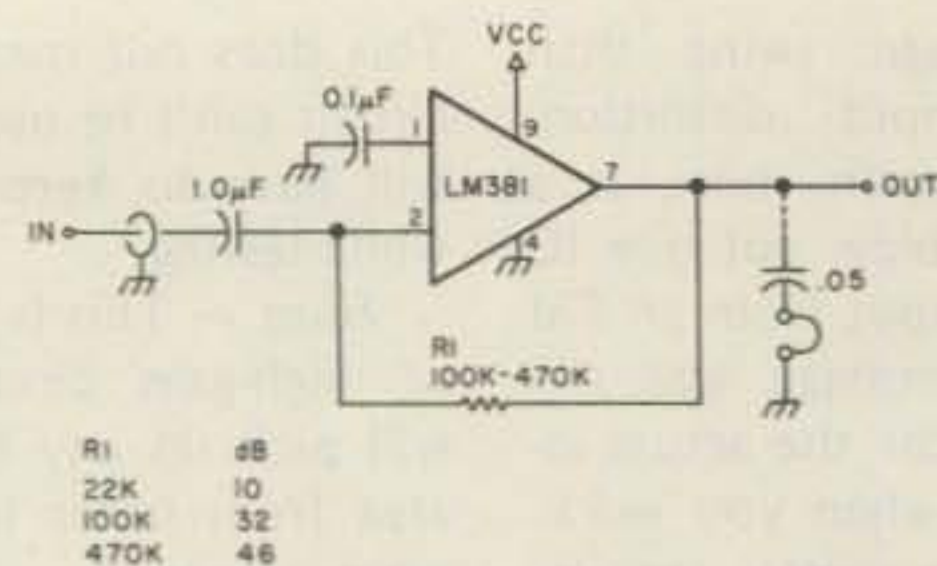 VCC
0.1µF
1
9
1.0µF
LM381
7
IN
2
OUT
4
.05
R1
100K-470K
R1 dB
22K 10
100K 32
470K 46